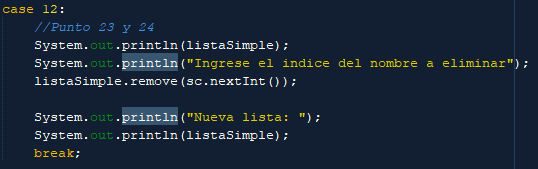 case 12:
//Punto 23 y 24
System.out.println(listaSimple);
System.out.println("Ingrese el indice del nombre a eliminar");
listaSimple.remove(sc.nextInt());
System.out.println("Nueva lista: ");
System.out.println(listaSimple);
break;